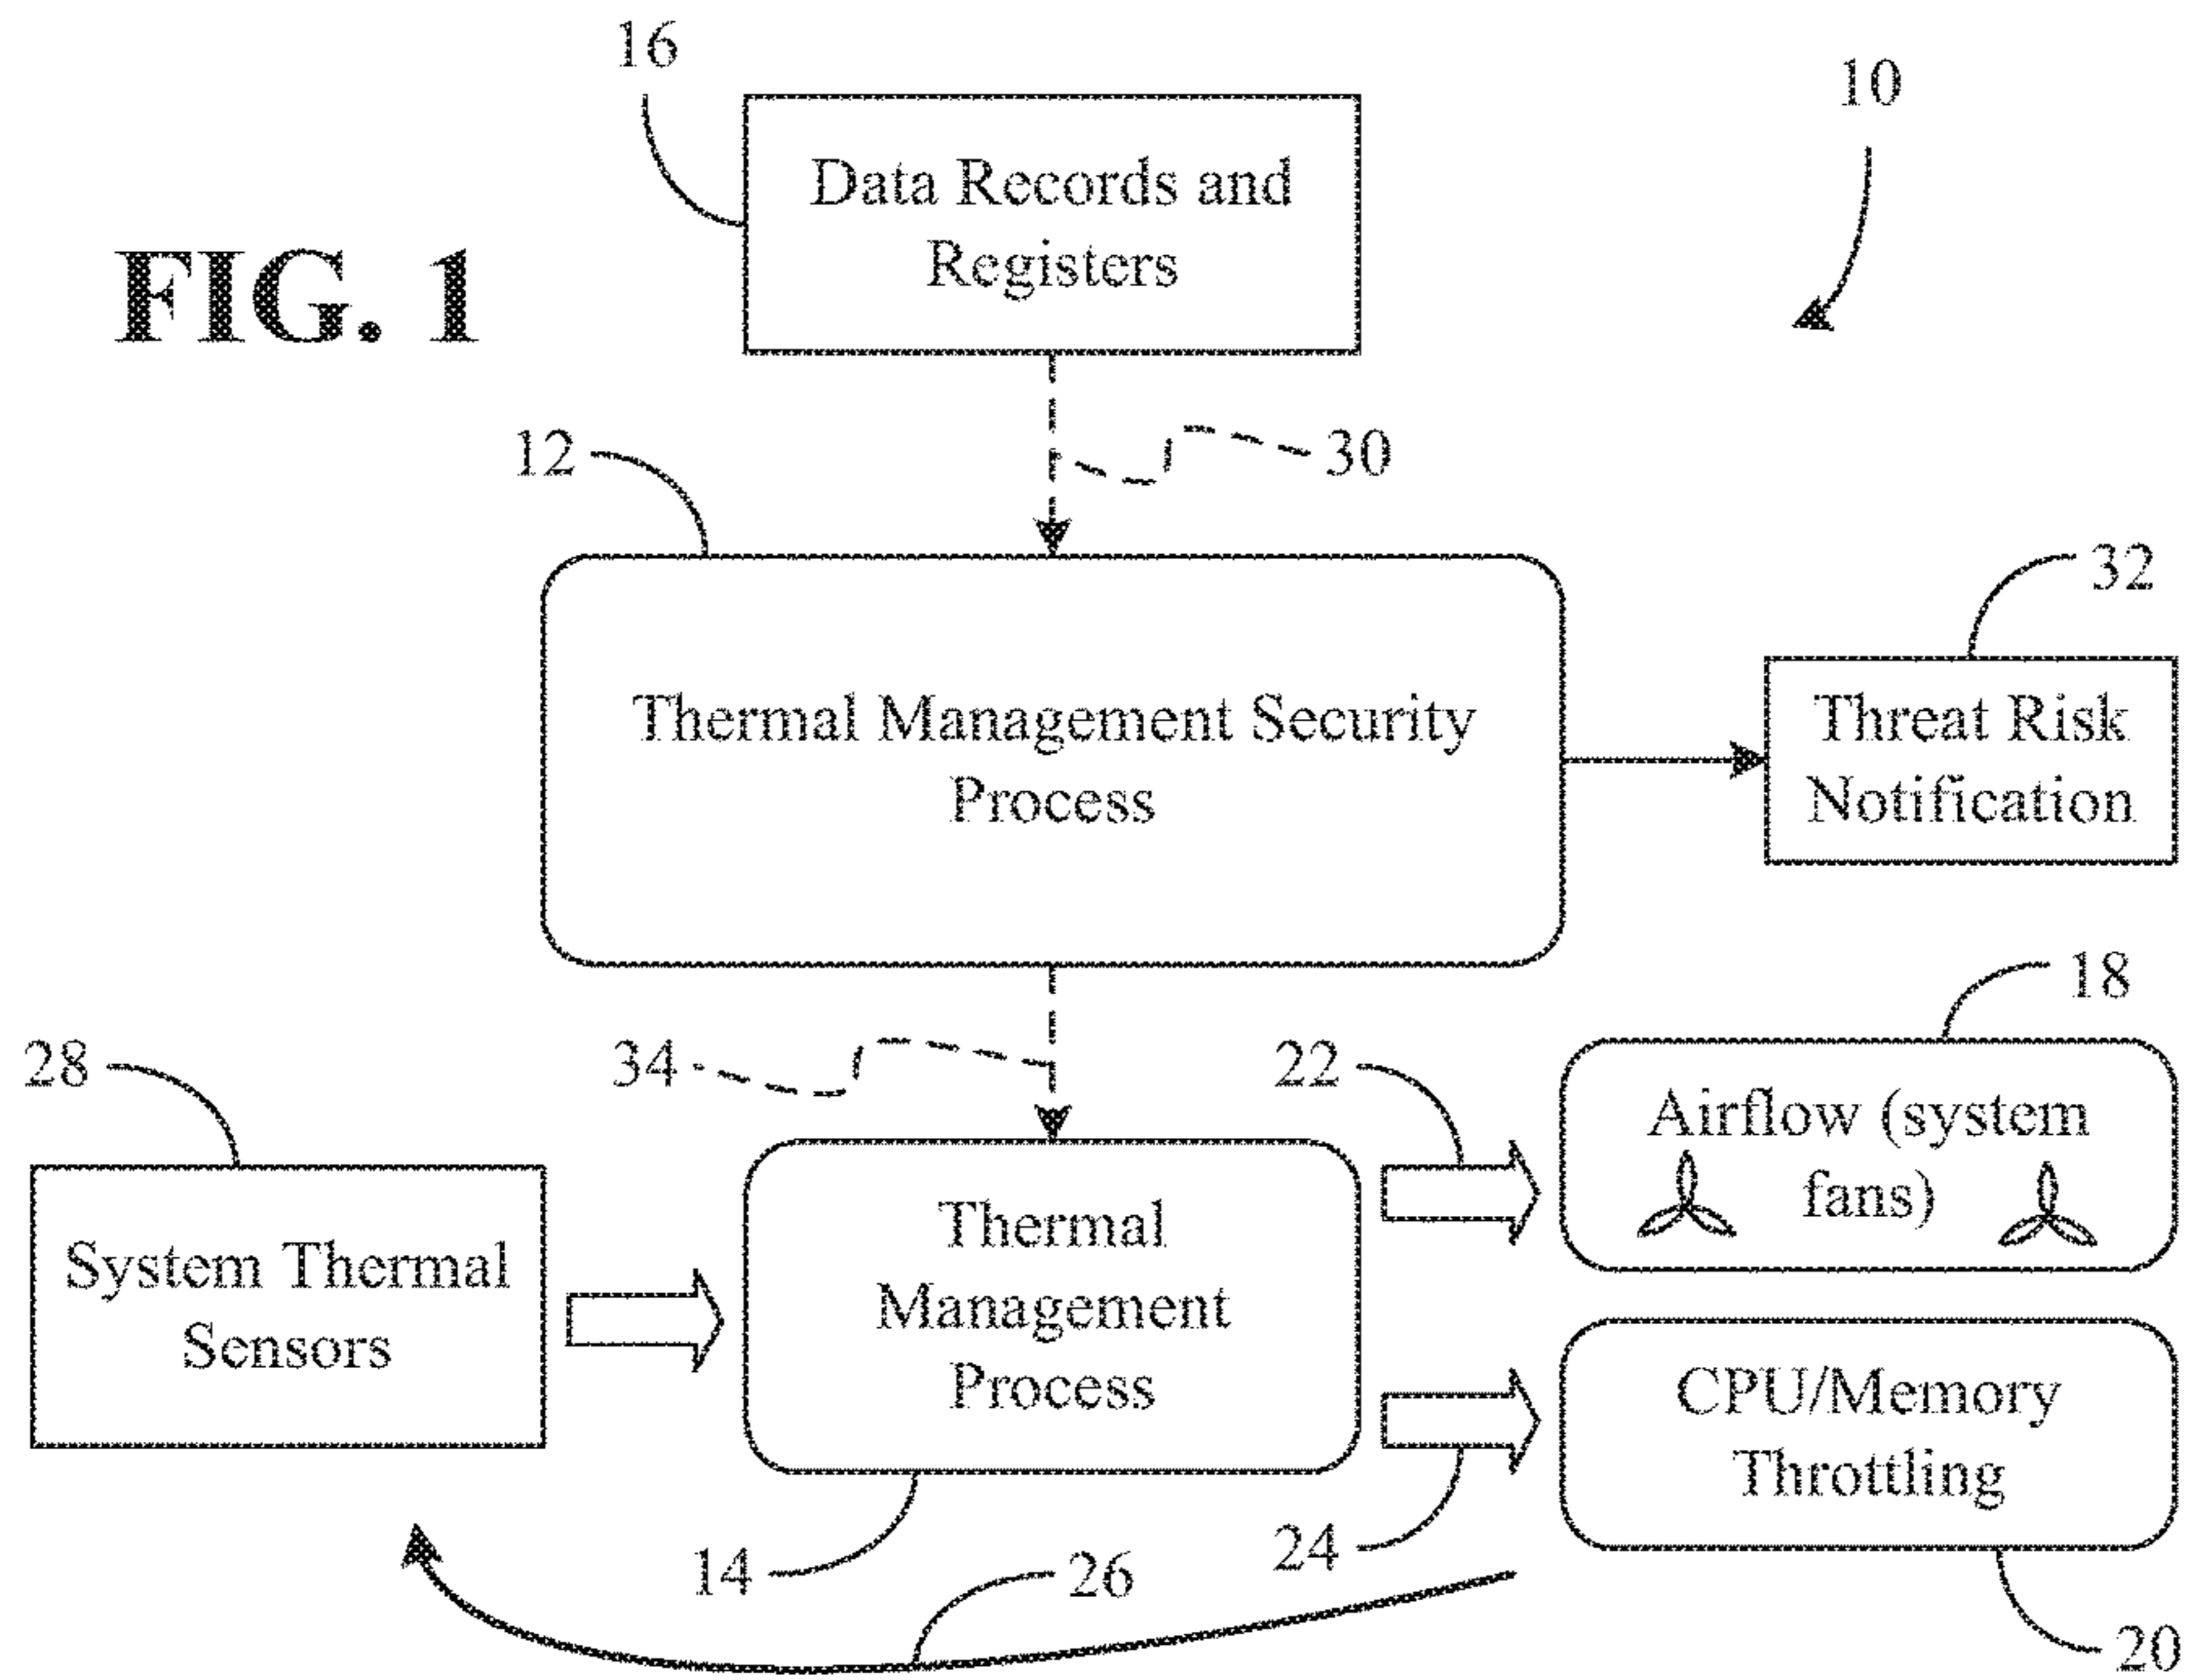 16
10
Data Records and
Registers
FIG. 1
12
30
32
Thermal Management Security
Process
Threat Risk
Notification
18
28
34
22
Airflow (system
fans)
System Thermal
Sensors
Thermal
Management
Process
CPU/Memory
Throttling
14
26
24
20